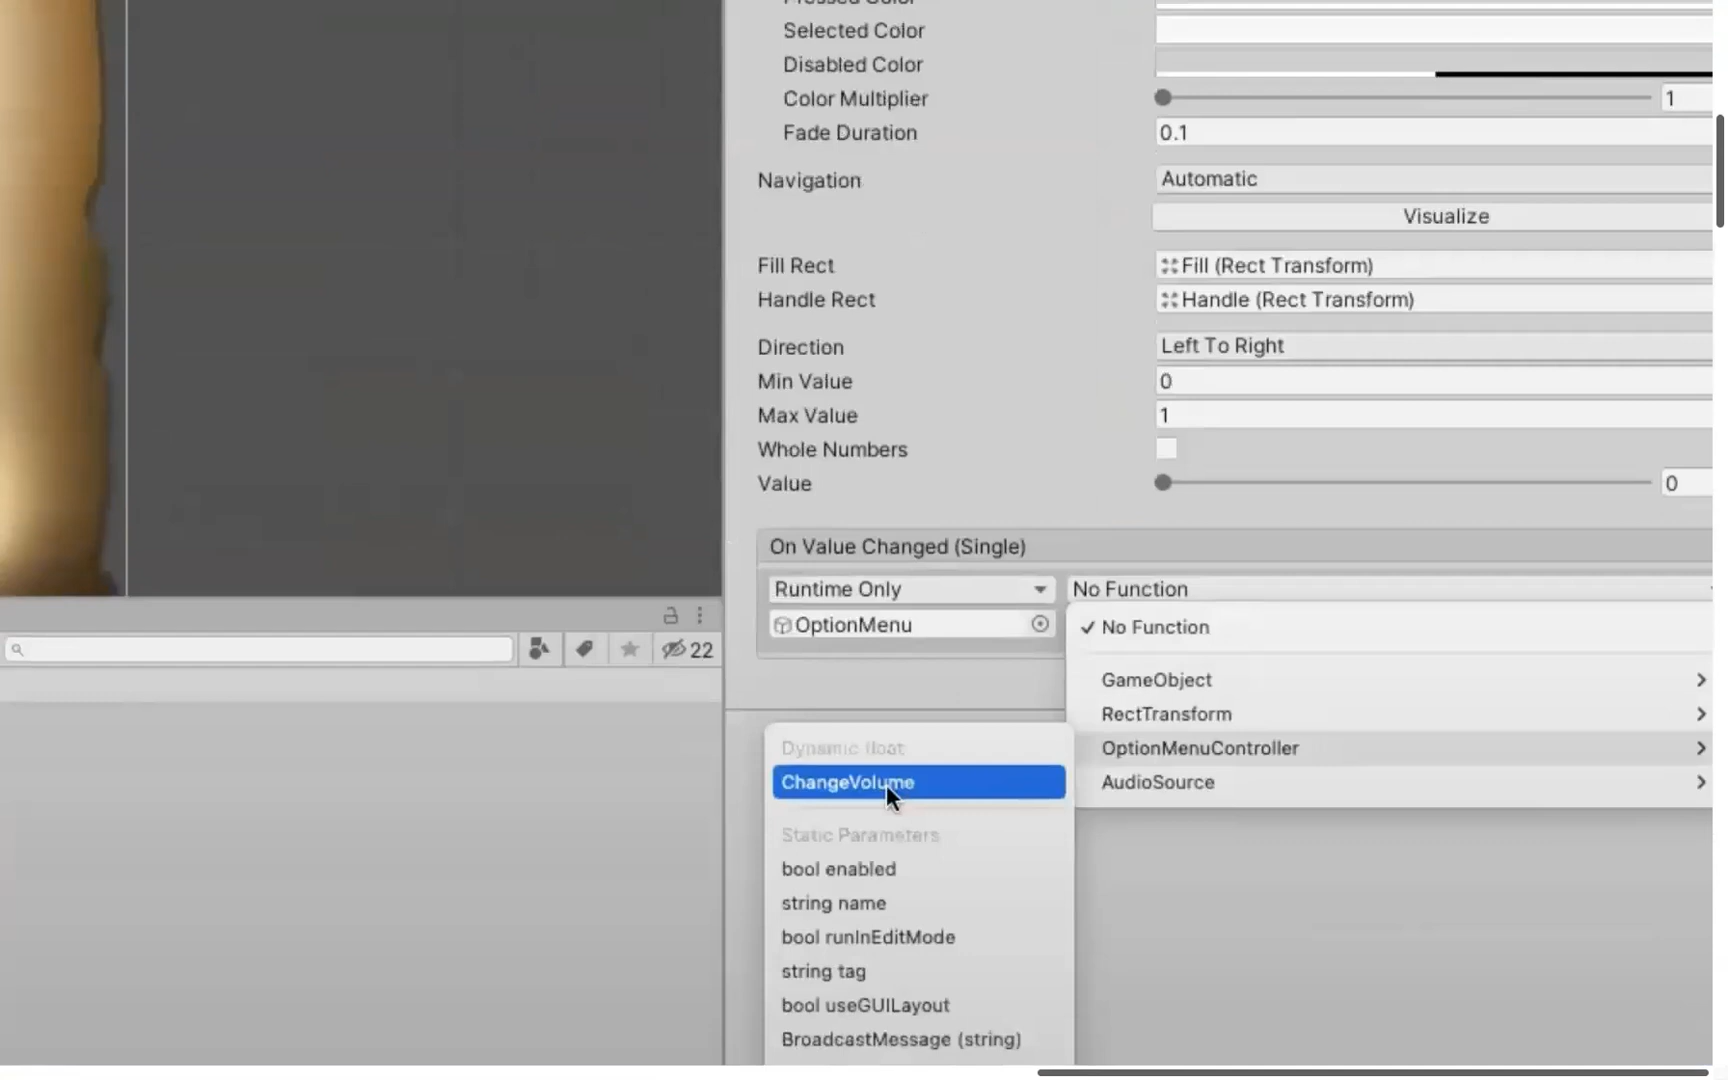 Pressed Color
Selected Color
Disabled Color
Color Multiplier
1
Fade Duration
0.1
Navigation
Automatic
Visualize
Fill Rect
Fill (Rect Transform)
Handle Rect
Handle (Rect Transform)
Direction
Left To Right
Min Value
0
Max Value
1
Whole Numbers
Value
0
On Value Changed (Single)
Runtime Only
No Function
OptionMenu
No Function
22
GameObject
RectTransform
OptionMenuController
AudioSource
Dynamic float
ChangeVolume
Static Parameters
bool enabled
string name
bool runInEditMode
string tag
bool useGUILayout
BroadcastMessage (string)